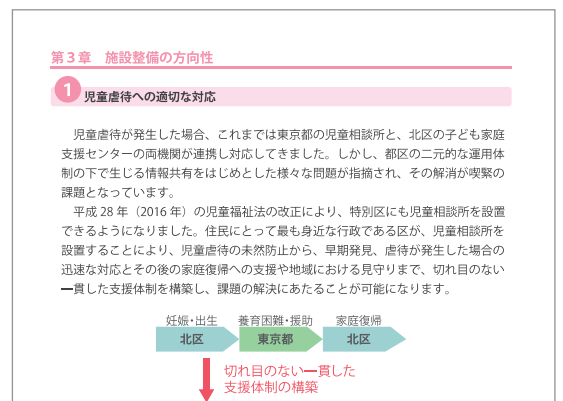 第３章　施設整備の方向性
1 児童虐待への適切な対応
児童虐待が発生した場合、これまでは東京都の児童相談所と、北区の子ども家庭
支援センターの両機関が連携し対応してきました。しかし、都区の二元的な運用体
制の下で生じる情報共有をはじめとした様々な問題が指摘され、その解消が喫緊の
課題となっています。
平成 28 年（2016 年）の児童福祉法の改正により、特別区にも児童相談所を設置
できるようになりました。住民にとって最も身近な行政である区が、児童相談所を
設置することにより、児童虐待の未然防止から、早期発見、虐待が発生した場合の
迅速な対応とその後の家庭復帰への支援や地域における見守りまで、切れ目のない
一貫した支援体制を構築し、課題の解決にあたることが可能になります。
妊娠・出生 養育困難・援助 家庭復帰
北区 東京都 北区
切れ目のない一貫した
支援体制の構築